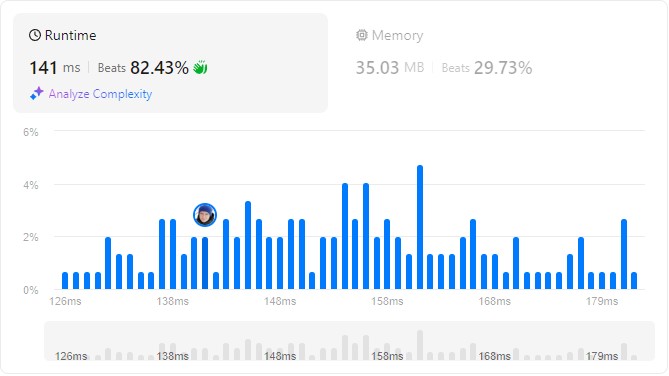 Runtime
141 ms Beats 82.43%
Analyze Complexity
Memory
35.03 MB Beats 29.73%
6%
4%
2%
0%
126ms 138ms 148ms 158ms 168ms 179ms
126ms 138ms 148ms 158ms 168ms 179ms